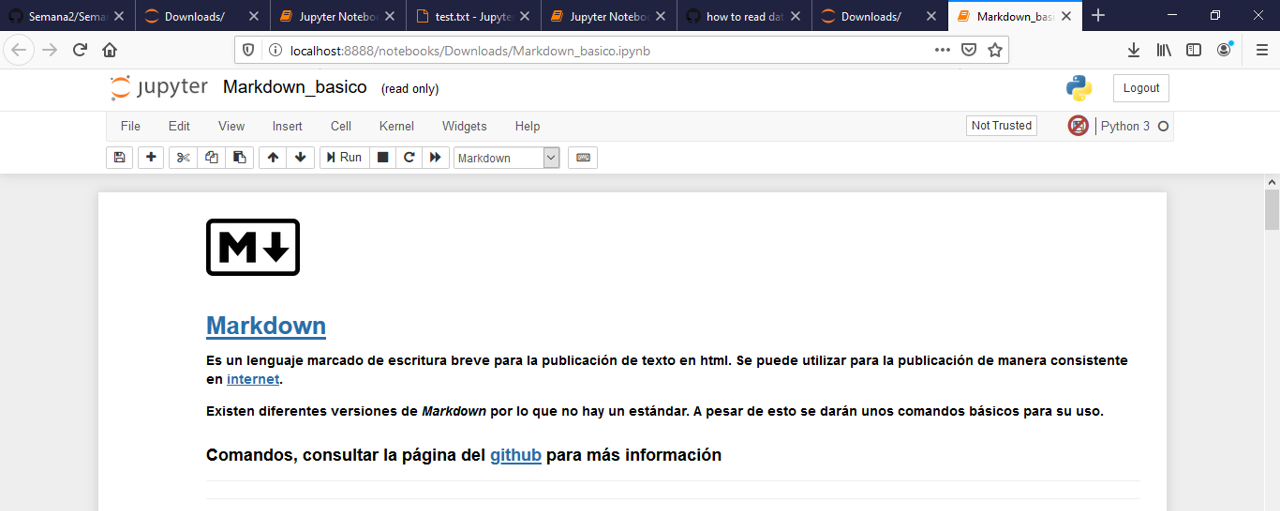 Semana2/Sema
Downloads/
Jupyter Notebo
test.txt - Jupyte
Jupyter Notebo
how to read dat
Downloads/
Markdown_basi
localhost:8888/notebooks/Downloads/Markdown_basico.ipynb
jupyter Markdown_basico (read only) Logout
File Edit View Insert Cell Kernel Widgets Help Not Trusted Python 3
Run Markdown
M
Markdown
Es un lenguaje marcado de escritura breve para la publicación de texto en html. Se puede utilizar para la publicación de manera consistente
en internet.
Existen diferentes versiones de Markdown por lo que no hay un estándar. A pesar de esto se darán unos comandos básicos para su uso.
Comandos, consultar la página del github para más información